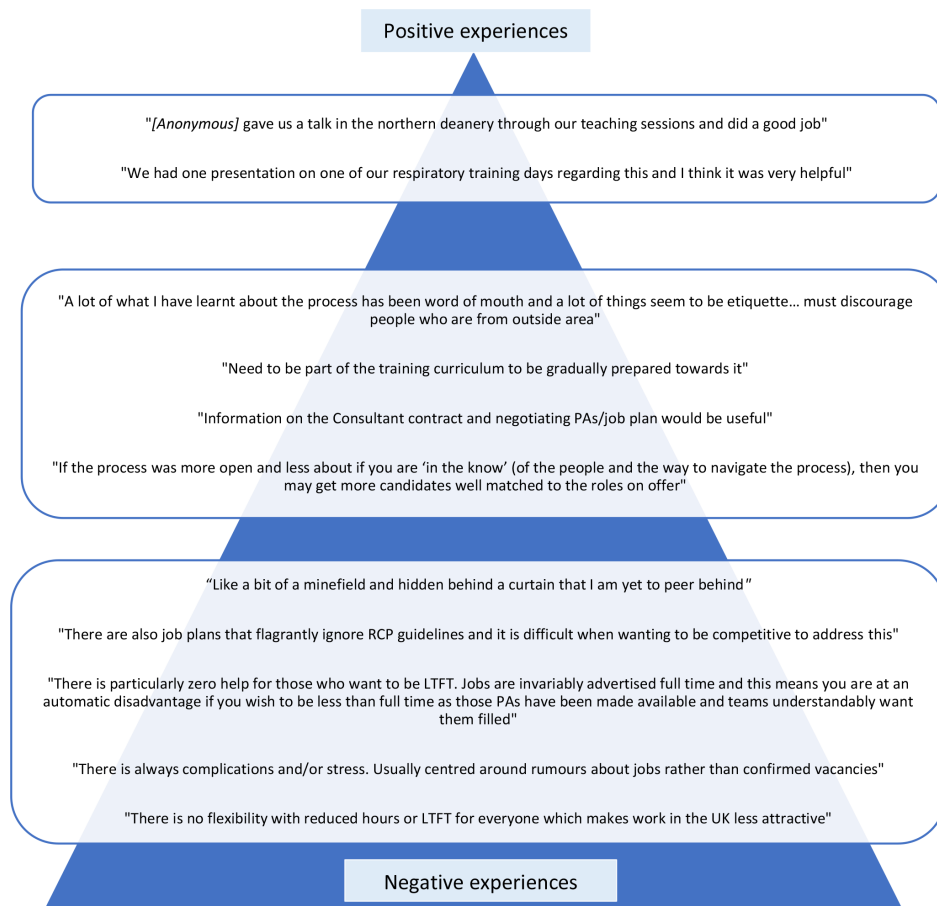 Positive experiences
"[Anonymous] gave us a talk in the northern deanery through our teaching sessions and did a good job"
"We had one presentation on one of our respiratory training days regarding this and I think it was very helpful"
"A lot of what I have learnt about the process has been word of mouth and a lot of things seem to be etiquette… must discourage
people who are from outside area"
"Need to be part of the training curriculum to be gradually prepared towards it"
"Information on the Consultant contract and negotiating PAs/job plan would be useful"
"If the process was more open and less about if you are ‘in the know’ (of the people and the way to navigate the process), then you
may get more candidates well matched to the roles on offer"
“Like a bit of a minefield and hidden behind a curtain that I am yet to peer behind”
"There are also job plans that flagrantly ignore RCP guidelines and it is difficult when wanting to be competitive to address this"
"There is particularly zero help for those who want to be LTFT. Jobs are invariably advertised full time and this means you are at an
automatic disadvantage if you wish to be less than full time as those PAs have been made available and teams understandably want
them filled"
"There is always complications and/or stress. Usually centred around rumours about jobs rather than confirmed vacancies"
"There is no flexibility with reduced hours or LTFT for everyone which makes work in the UK less attractive"
Negative experiences